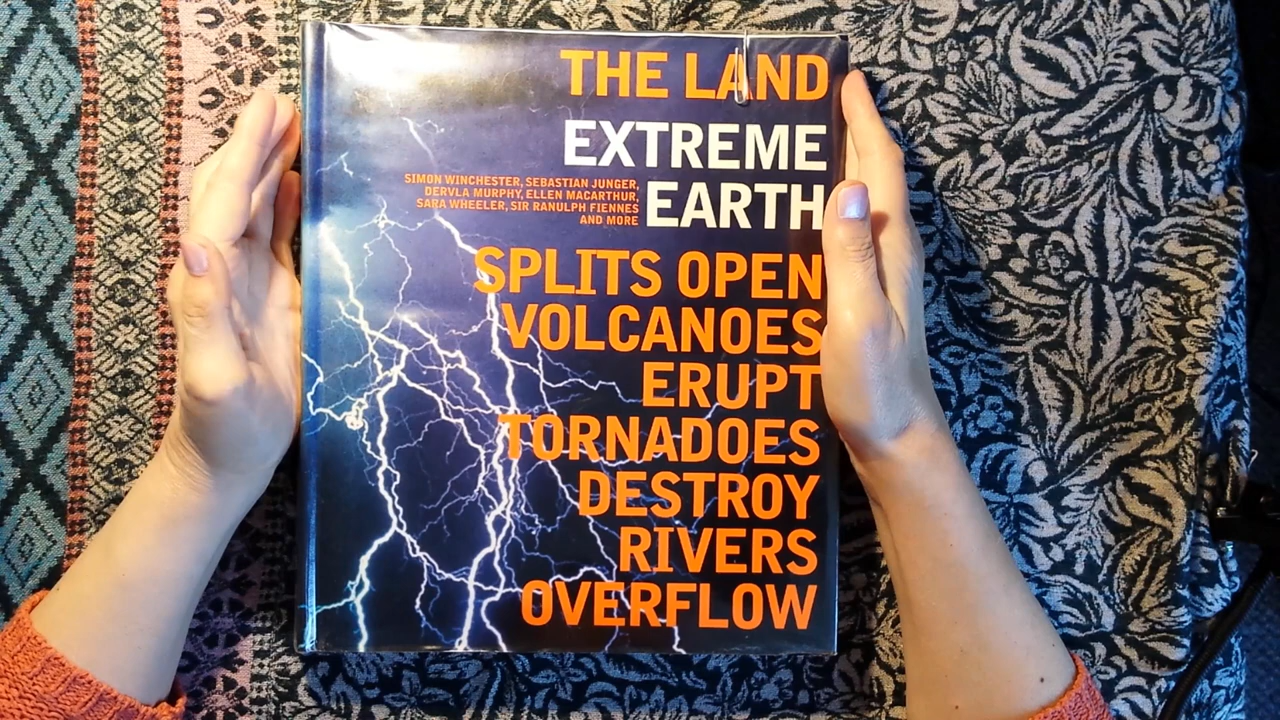 THE LAND
EXTREME
SIMON WINCHESTER, SEBASTIAN JUNGER,
DERVLA MURPHY, ELLEN MACARTHUR,
SARA WHEELER, SIR RANULPH FIENNES
AND MORE
EARTH
SPLITS OPEN
VOLCANOES
ERUPT
TORNADOES
DESTROY
RIVERS
OVERFLOW